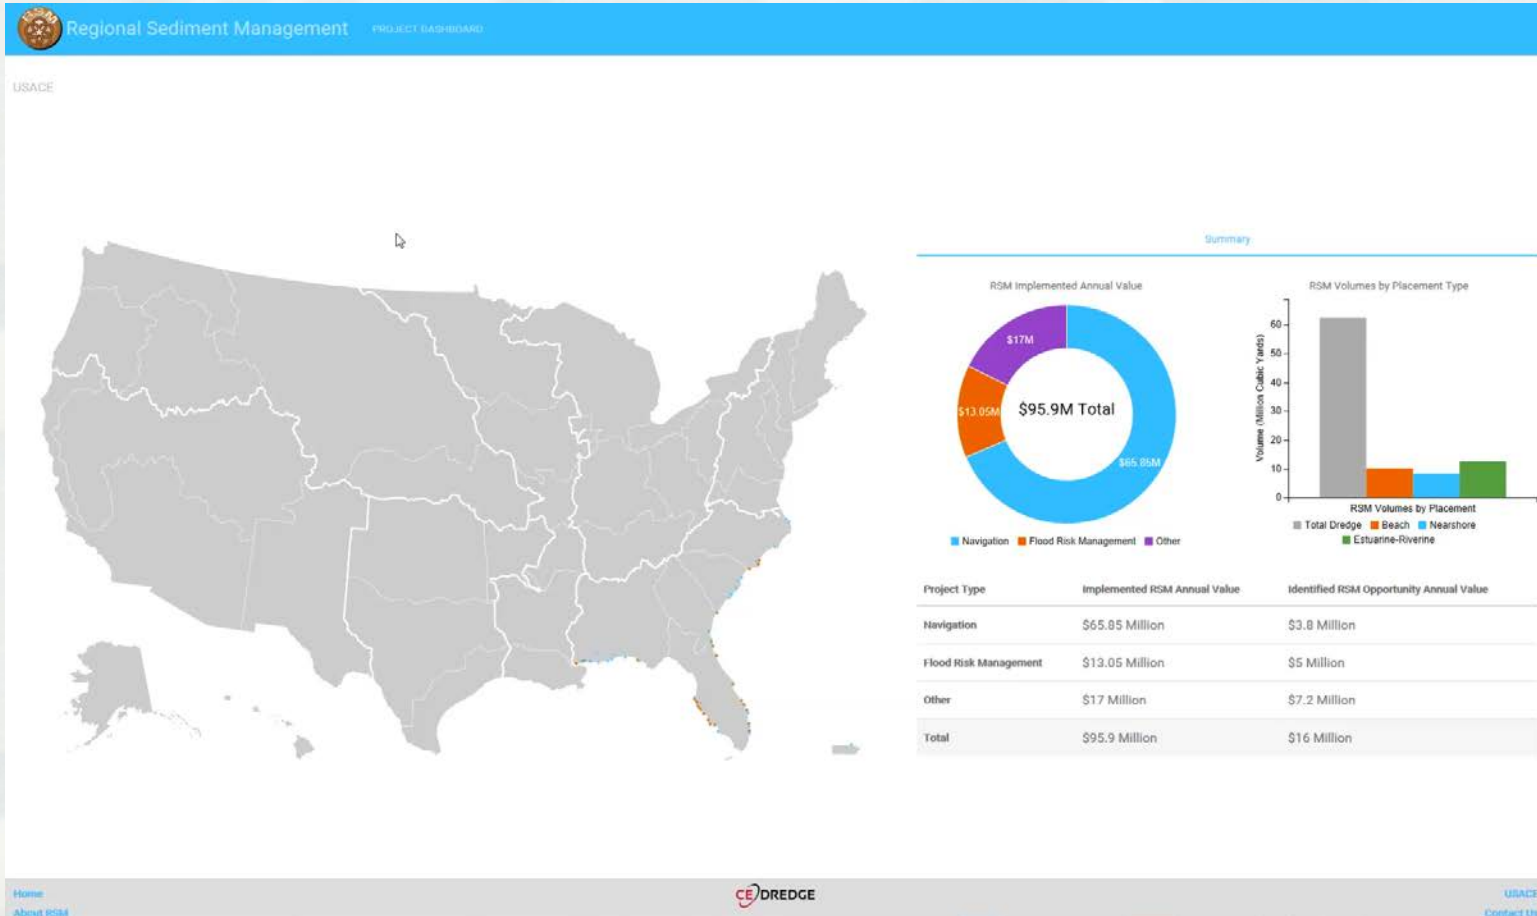 Regional Sediment Management PROJECT DASHBOARD
USACE
Summary
RSM Implemented Annual Value
$17M
$13.05M
$95.9M Total
$65.85M
Navigation Flood Risk Management Other
RSM Volumes by Placement Type
Volume (Million Cubic Yards)
60
50
40
30
20
10
0
RSM Volumes by Placement
Total Dredge Beach Nearshore
Estuarine-Riverine
Project Type Implemented RSM Annual Value Identified RSM Opportunity Annual Value
Navigation $65.85 Million $3.8 Million
Flood Risk Management $13.05 Million $5 Million
Other $17 Million $7.2 Million
Total $95.9 Million $16 Million
Home CE DREDGE USACE
About RSM Contact Us